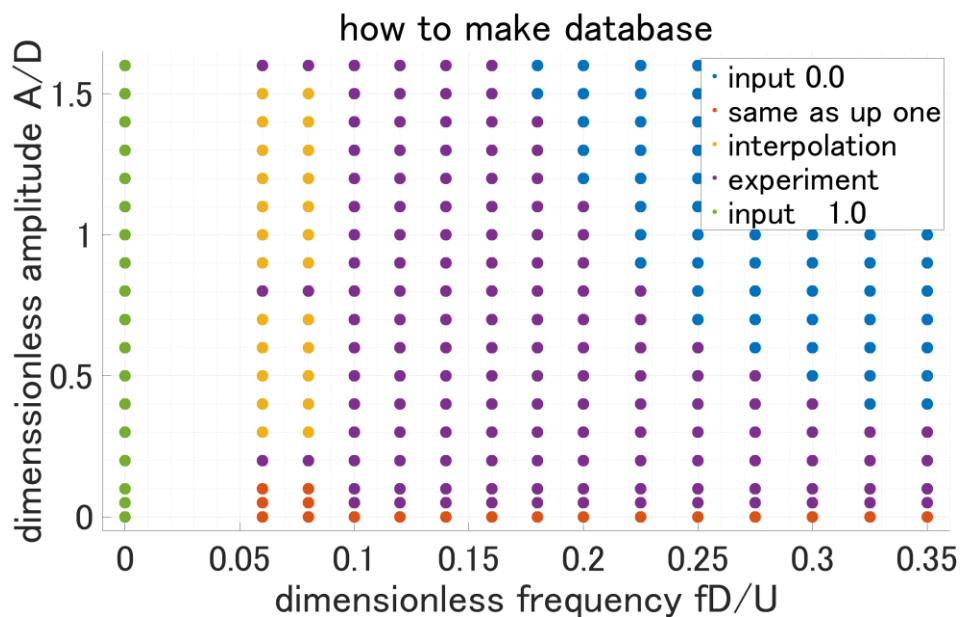 how to make database
dimenssionless amplitude A/D
1.5
1
0.5
0
input 0.0
same as up one
interpolation
experiment
input 1.0
0 0.05 0.1 0.15 0.2 0.25 0.3 0.35
dimensionless frequency fD/U